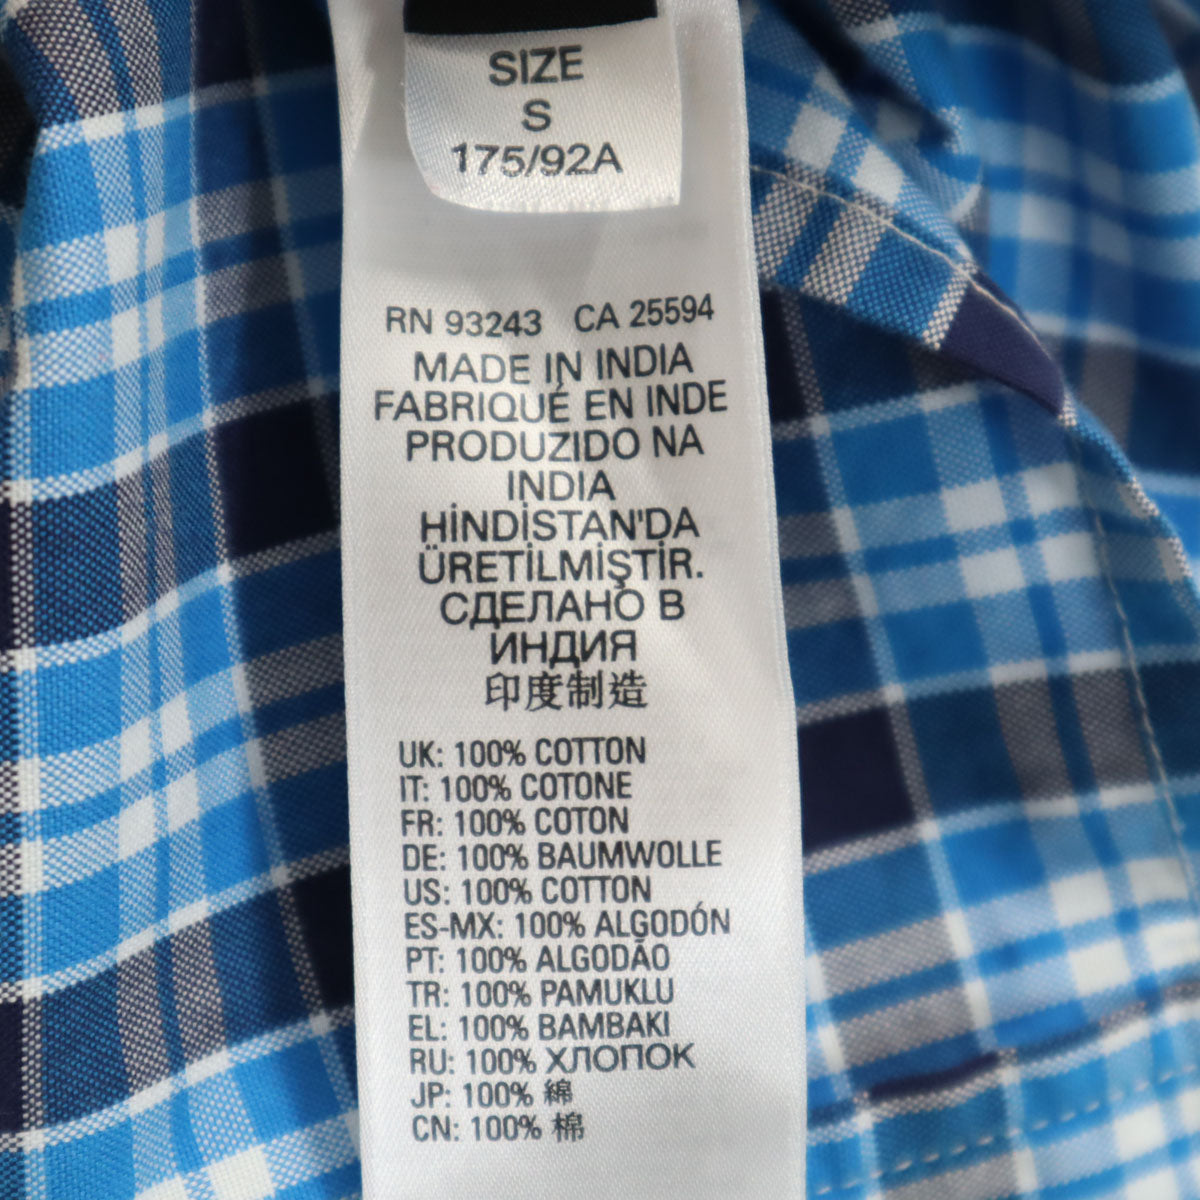 SIZE
S
175/92A
RN 93243 CA 25594
MADE IN INDIA
FABRIQUÉ EN INDE
PRODUZIDO NA
INDIA
HİNDİSTAN'DA
ÜRETİLMİŞTİR.
СДЕЛАНО В
ИНДИЯ
印度制造
UK: 100% COTTON
IT: 100% COTONE
FR: 100% COTON
DE: 100% BAUMWOLLE
US: 100% COTTON
ES-MX: 100% ALGODÓN
PT: 100% ALGODÃO
TR: 100% PAMUKLU
EL: 100% BAMBAKI
RU: 100% ХЛОПОК
JP: 100% 綿
CN: 100% 棉